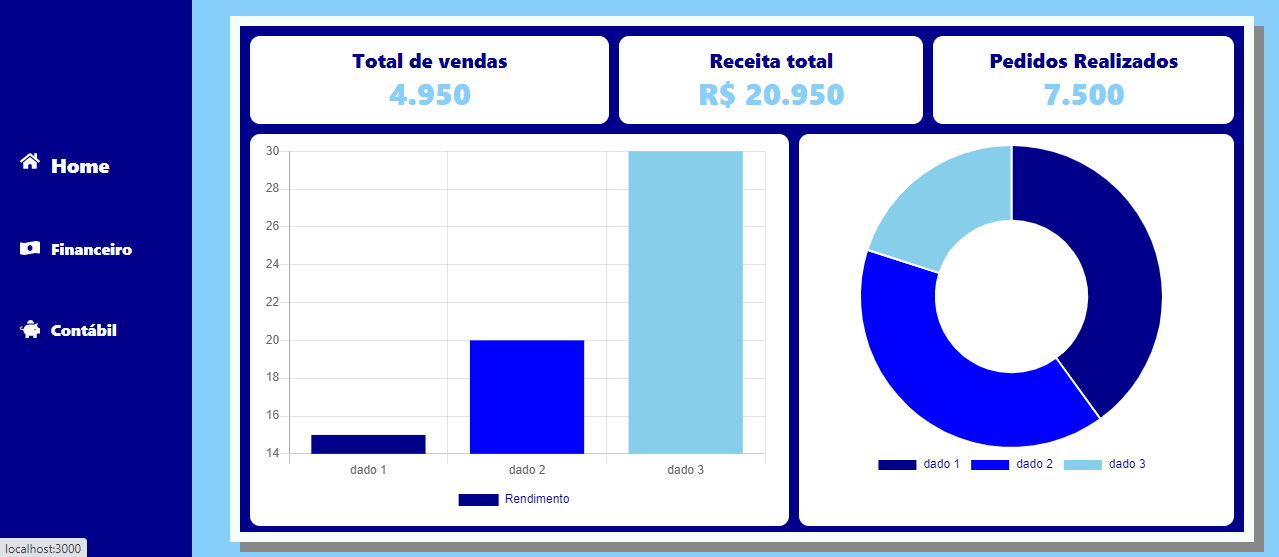 Home
Financeiro
Contábil
Total de vendas
4.950
Receita total
R$ 20.950
Pedidos Realizados
7.500
30
28
26
24
22
20
18
16
14
dado 1 dado 2 dado 3
Rendimento
dado 1 dado 2 dado 3
localhost:3000